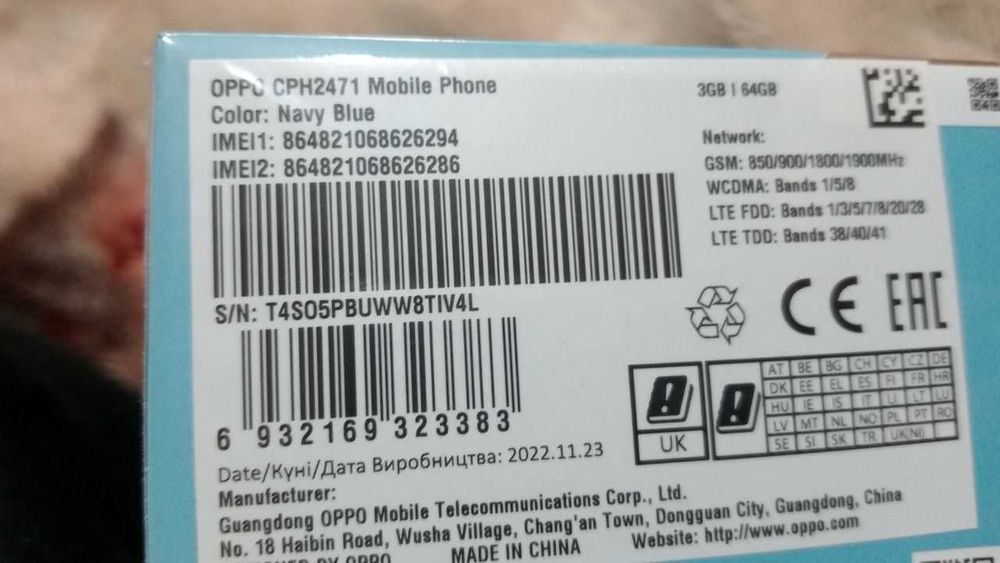 OPPO CPH2471 Mobile Phone
Color: Navy Blue
IMEI1: 864821068626294
IMEI2: 864821068626286
S/N: T4SO5PBUWW8TIV4L
6 932169 323383
3GB | 64GB
Network:
GSM: 850/900/1800/1900MHz
WCDMA: Bands 1/5/8
LTE FDD: Bands 1/3/5/7/8/20/28
LTE TDD: Bands 38/40/41
CE EAC
UK
AT BE BG CH CY CZ DE
DK EE EL ES FI FR HR
HU IE IS IT LI LT LU
LV MT NL NO PL PT RO
SE SI SK TR UK(NI)
Date/Күні/Дата Виробництва: 2022.11.23
Manufacturer:
Guangdong OPPO Mobile Telecommunications Corp., Ltd.
No. 18 Haibin Road, Wusha Village, Chang'an Town, Dongguan City, Guangdong, China
MADE IN CHINA Website: http://www.oppo.com
BY OPPO